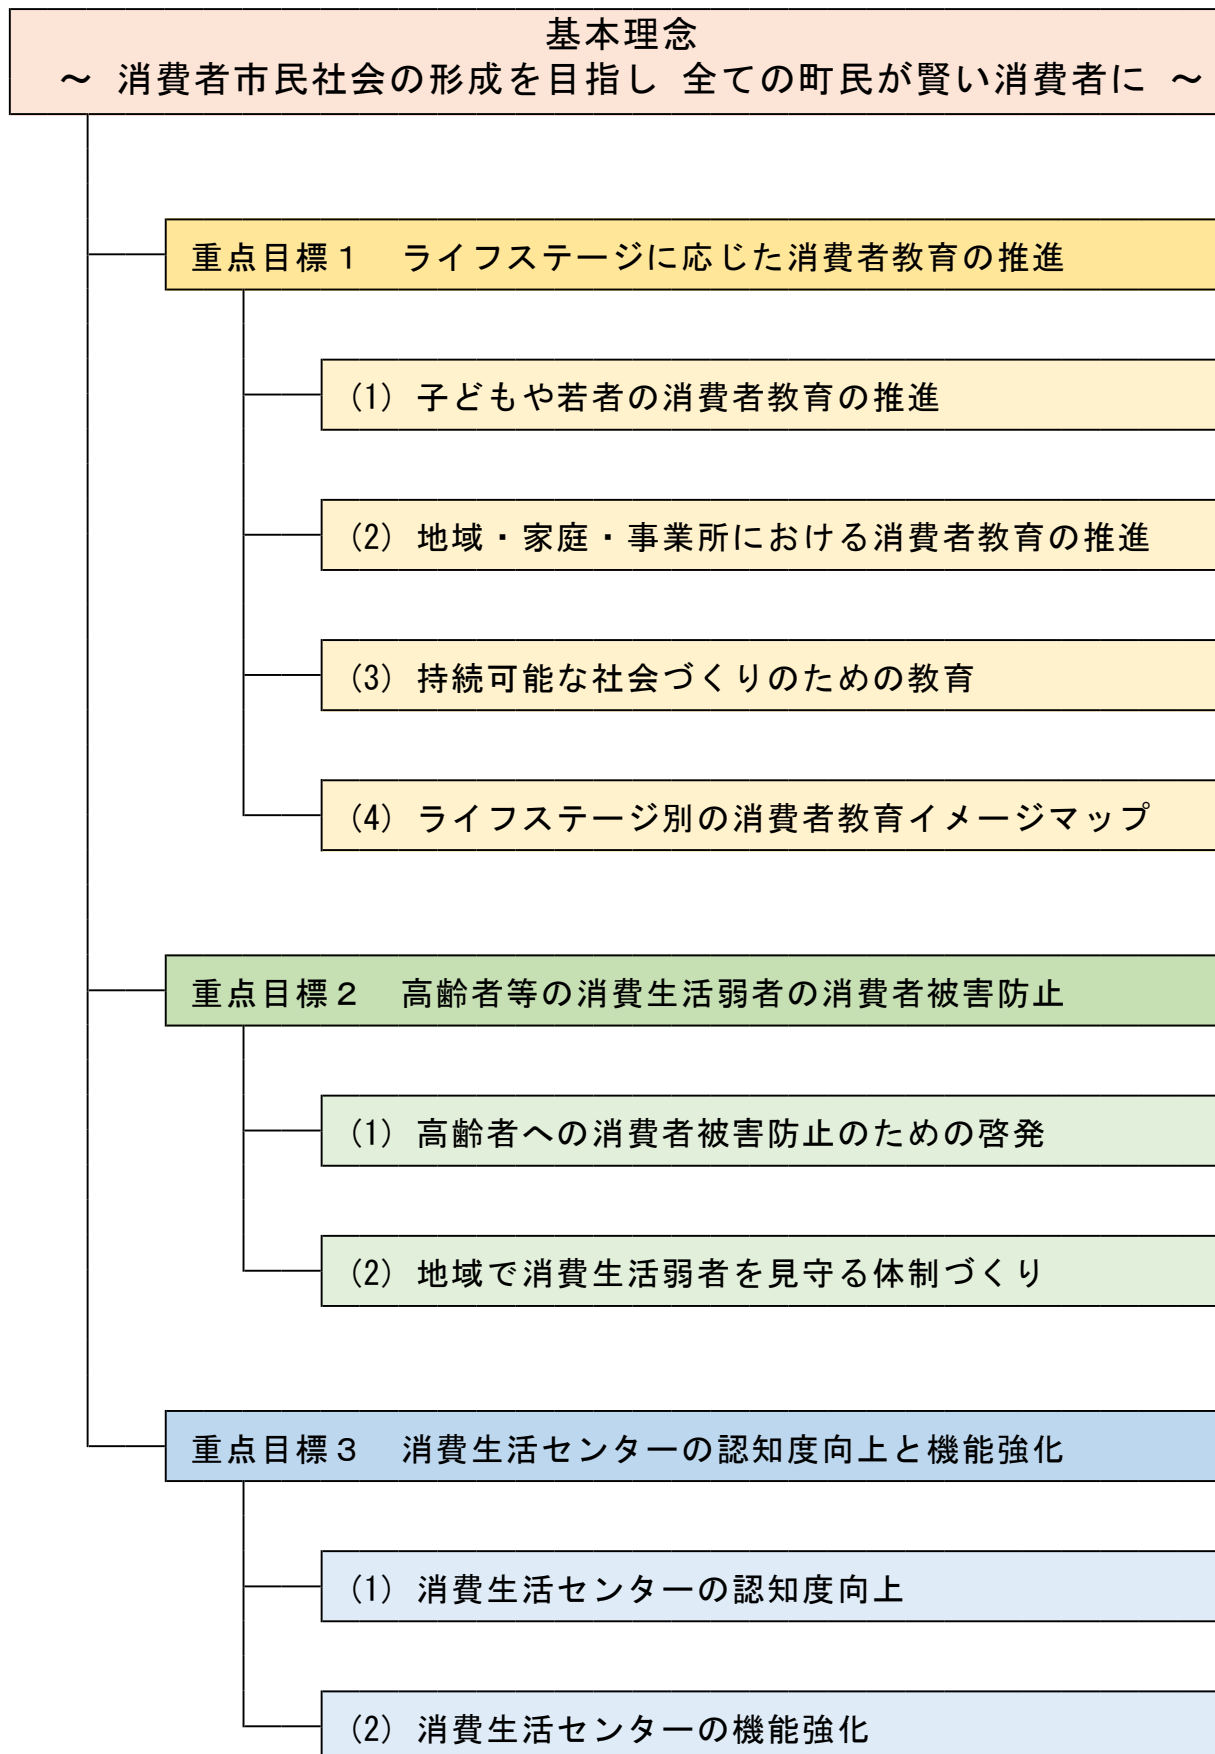 基本理念
～ 消費者市民社会の形成を目指し 全ての町民が賢い消費者に ～
重点目標１　ライフステージに応じた消費者教育の推進
(1) 子どもや若者の消費者教育の推進
(2) 地域・家庭・事業所における消費者教育の推進
(3) 持続可能な社会づくりのための教育
(4) ライフステージ別の消費者教育イメージマップ
重点目標２　高齢者等の消費生活弱者の消費者被害防止
(1) 高齢者への消費者被害防止のための啓発
(2) 地域で消費生活弱者を見守る体制づくり
重点目標３　消費生活センターの認知度向上と機能強化
(1) 消費生活センターの認知度向上
(2) 消費生活センターの機能強化